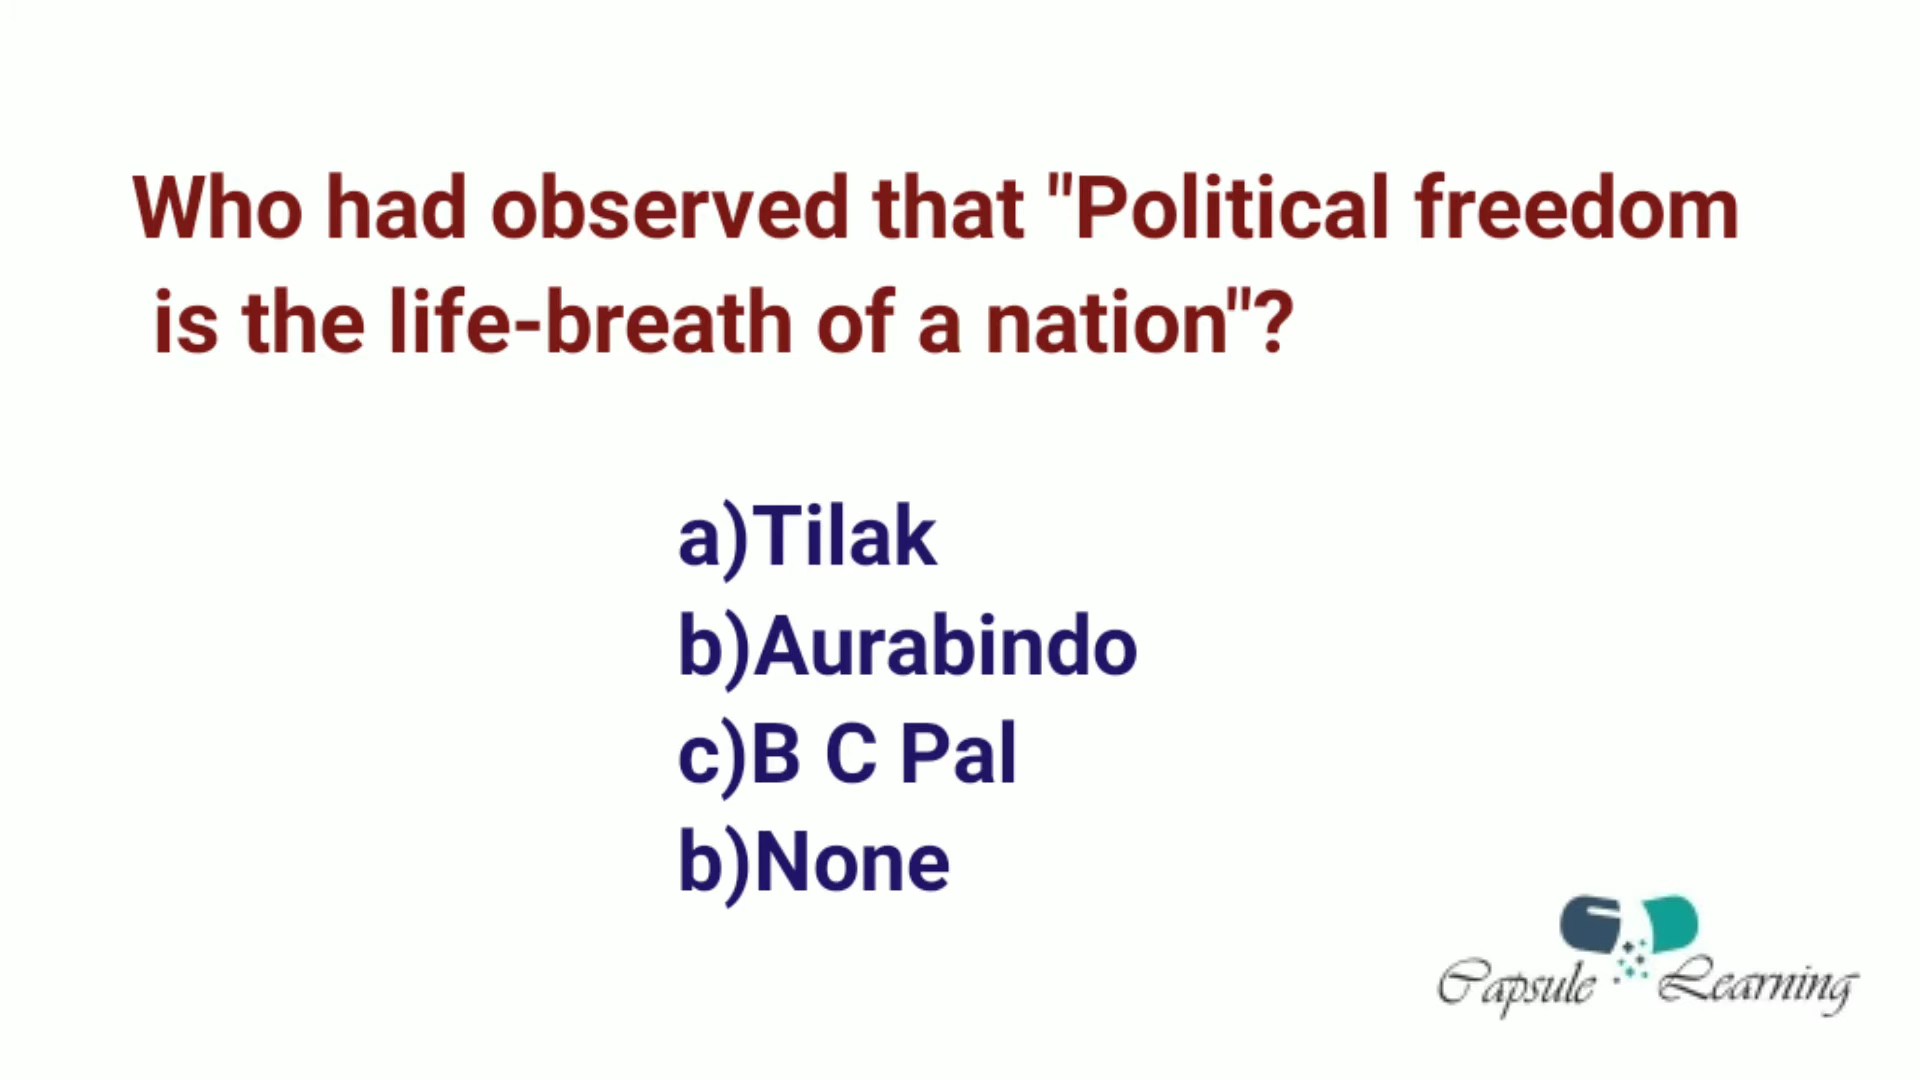 Who had observed that "Political freedom
is the life-breath of a nation"?
a)Tilak
b)Aurabindo
c)B C Pal
b)None
Capsule Learning